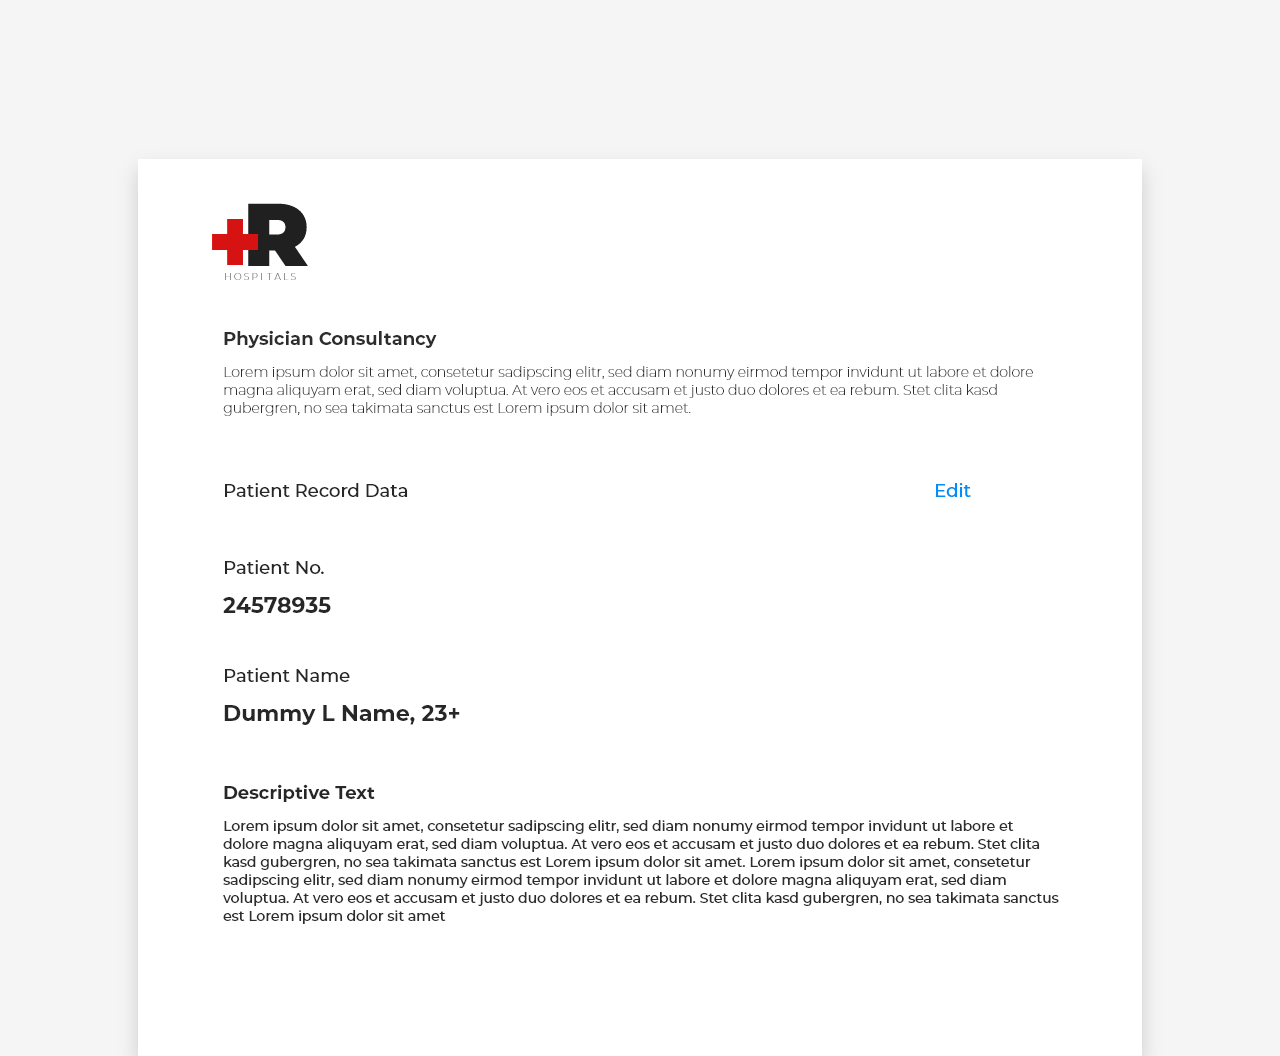 R
HOSPITALS
Physician Consultancy
Lorem ipsum dolor sit amet, consetetur sadipscing elitr, sed diam nonumy eirmod tempor invidunt ut labore et dolore
magna aliquyam erat, sed diam voluptua. At vero eos et accusam et justo duo dolores et ea rebum. Stet clita kasd
gubergren, no sea takimata sanctus est Lorem ipsum dolor sit amet.
Patient Record Data Edit
Patient No.
24578935
Patient Name
Dummy L Name, 23+
Descriptive Text
Lorem ipsum dolor sit amet, consetetur sadipscing elitr, sed diam nonumy eirmod tempor invidunt ut labore et
dolore magna aliquyam erat, sed diam voluptua. At vero eos et accusam et justo duo dolores et ea rebum. Stet clita
kasd gubergren, no sea takimata sanctus est Lorem ipsum dolor sit amet. Lorem ipsum dolor sit amet, consetetur
sadipscing elitr, sed diam nonumy eirmod tempor invidunt ut labore et dolore magna aliquyam erat, sed diam
voluptua. At vero eos et accusam et justo duo dolores et ea rebum. Stet clita kasd gubergren, no sea takimata sanctus
est Lorem ipsum dolor sit amet